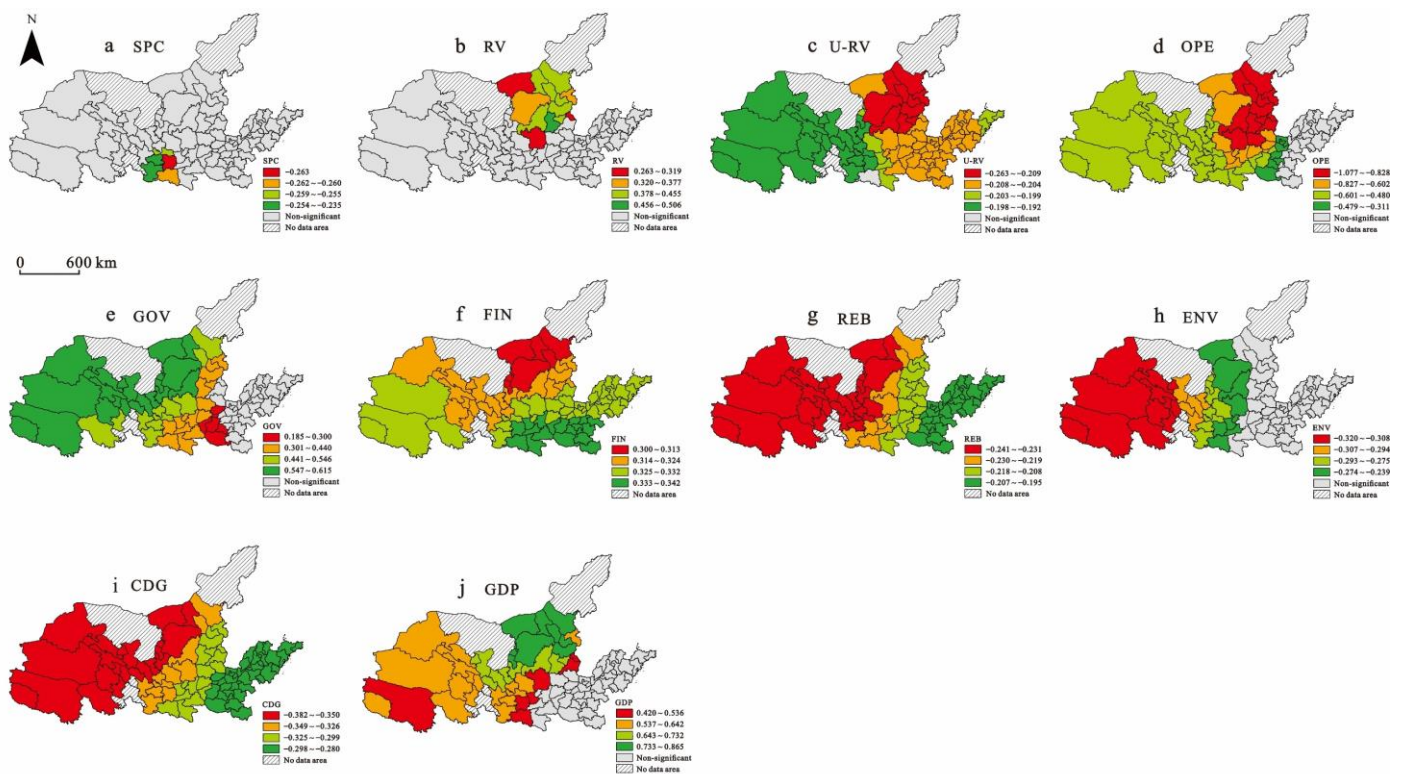 N
a SPC
SPC
−0.263
−0.262 ~ −0.260
−0.259 ~ −0.255
−0.254 ~ −0.235
Non-significant
No data area
b RV
RV
0.263 ~ 0.319
0.320 ~ 0.377
0.378 ~ 0.455
0.456 ~ 0.506
Non-significant
No data area
c U-RV
U-RV
−0.263 ~ −0.209
−0.208 ~ −0.204
−0.203 ~ −0.199
−0.198 ~ −0.192
Non-significant
No data area
d OPE
OPE
−1.077 ~ −0.828
−0.827 ~ −0.602
−0.601 ~ −0.480
−0.479 ~ −0.311
Non-significant
No data area
0 600 km
e GOV
GOV
0.185 ~ 0.300
0.301 ~ 0.440
0.441 ~ 0.546
0.547 ~ 0.615
Non-significant
No data area
f FIN
FIN
0.300 ~ 0.313
0.314 ~ 0.324
0.325 ~ 0.332
0.333 ~ 0.342
No data area
g REB
REB
−0.241 ~ −0.231
−0.230 ~ −0.219
−0.218 ~ −0.208
−0.207 ~ −0.195
No data area
h ENV
ENV
−0.320 ~ −0.308
−0.307 ~ −0.294
−0.293 ~ −0.275
−0.274 ~ −0.239
Non-significant
No data area
i CDG
CDG
−0.382 ~ −0.350
−0.349 ~ −0.326
−0.325 ~ −0.299
−0.298 ~ −0.280
No data area
j GDP
GDP
0.420 ~ 0.536
0.537 ~ 0.642
0.643 ~ 0.732
0.733 ~ 0.865
Non-significant
No data area